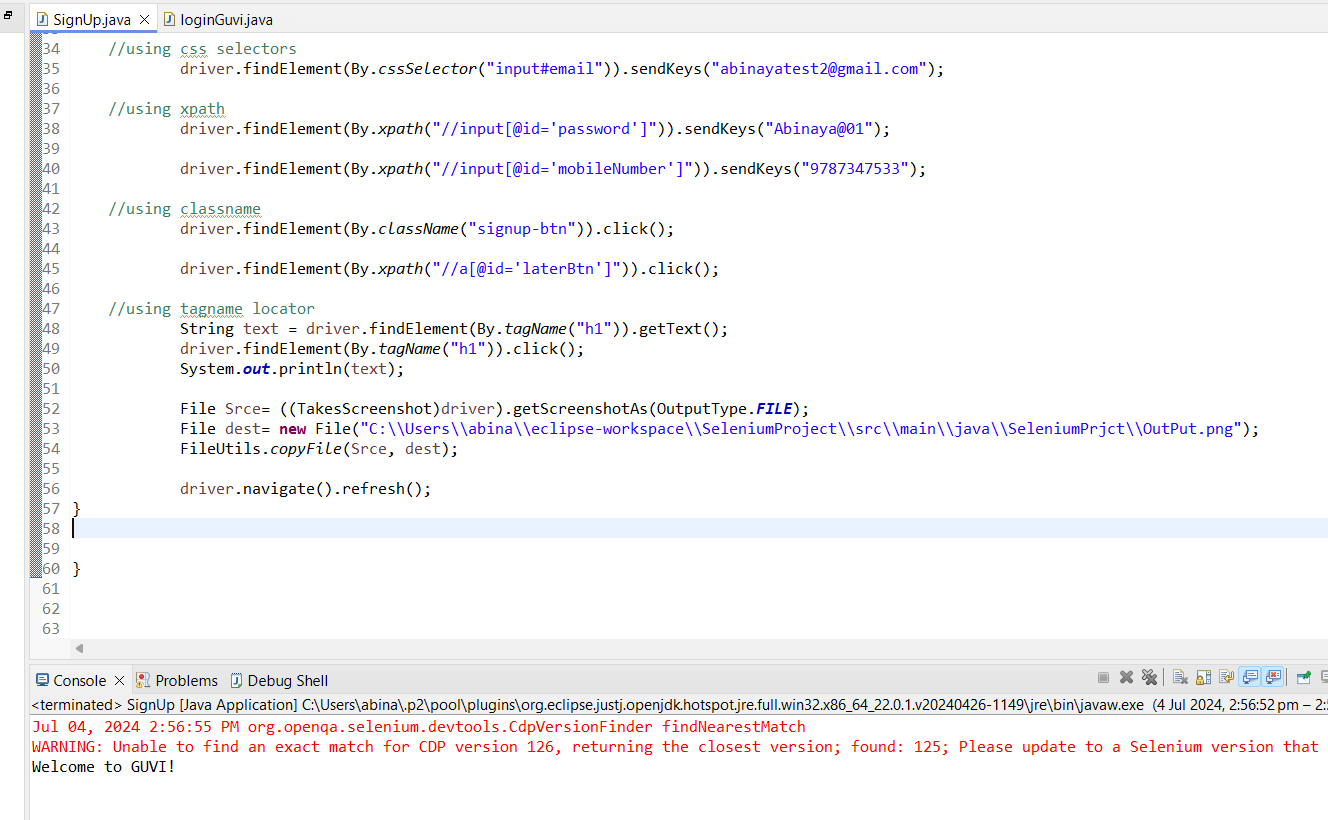 SignUp.java
loginGuvi.java
34 //using css selectors
35 driver.findElement(By.cssSelector("input#email")).sendKeys("abinayatest2@gmail.com");
36
37 //using xpath
38 driver.findElement(By.xpath("//input[@id='password']")).sendKeys("Abinaya@01");
39
40 driver.findElement(By.xpath("//input[@id='mobileNumber']")).sendKeys("9787347533");
41
42 //using classname
43 driver.findElement(By.className("signup-btn")).click();
44
45 driver.findElement(By.xpath("//a[@id='laterBtn']")).click();
46
47 //using tagname locator
48 String text = driver.findElement(By.tagName("h1")).getText();
49 driver.findElement(By.tagName("h1")).click();
50 System.out.println(text);
51
52 File Srce= ((TakesScreenshot)driver).getScreenshotAs(OutputType.FILE);
53 File dest= new File("C:\\Users\\abina\\eclipse-workspace\\SeleniumProject\\src\\main\\java\\SeleniumPrjct\\OutPut.png");
54 FileUtils.copyFile(Srce, dest);
55
56 driver.navigate().refresh();
57 }
58
59
60 }
61
62
63
Console Problems Debug Shell
<terminated> SignUp [Java Application] C:\Users\abina\.p2\pool\plugins\org.eclipse.justj.openjdk.hotspot.jre.full.win32.x86_64_22.0.1.v20240426-1149\jre\bin\javaw.exe (4 Jul 2024, 2:56:52 pm – 2:
Jul 04, 2024 2:56:55 PM org.openqa.selenium.devtools.CdpVersionFinder findNearestMatch
WARNING: Unable to find an exact match for CDP version 126, returning the closest version; found: 125; Please update to a Selenium version that
Welcome to GUVI!